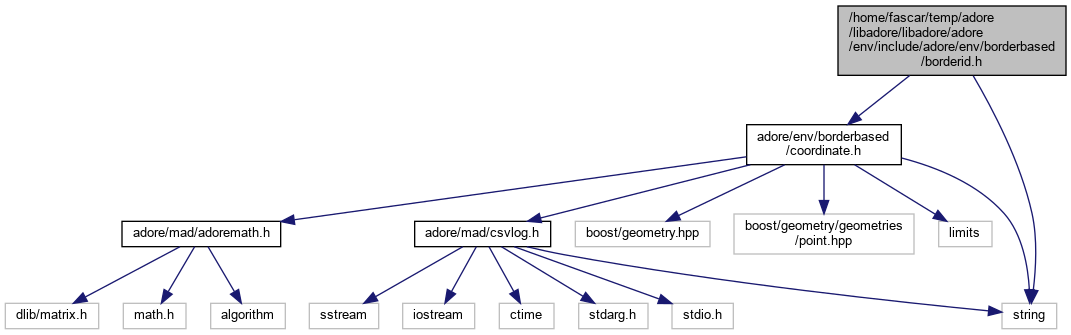 /home/fascar/temp/adore
/libadore/libadore/adore
/env/include/adore/env/borderbased
/borderid.h
adore/env/borderbased
/coordinate.h
adore/mad/adoremath.h
adore/mad/csvlog.h
boost/geometry.hpp
boost/geometry/geometries
/point.hpp
limits
dlib/matrix.h
math.h
algorithm
sstream
iostream
ctime
stdarg.h
stdio.h
string